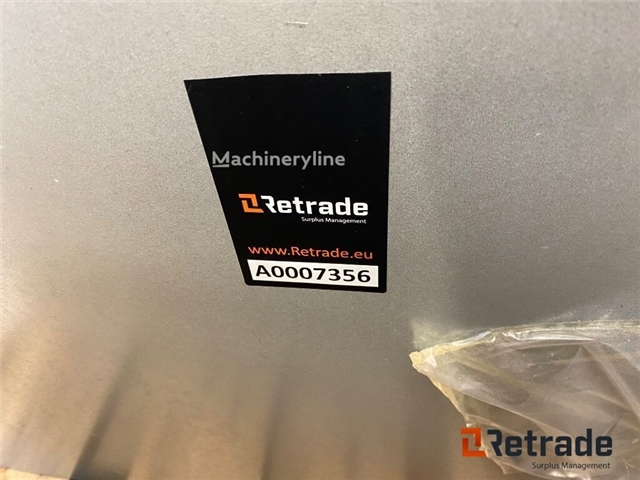 Machineryline
Retrade
Surplus Management
www.Retrade.eu
A0007356
Retrade
Surplus Management